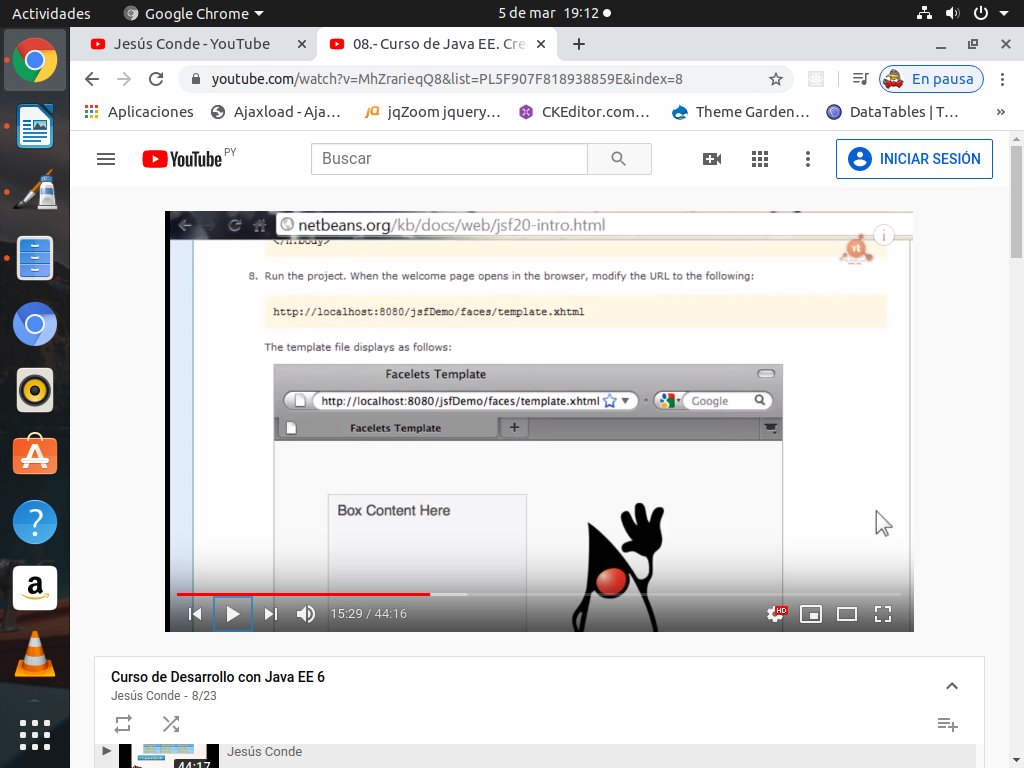 Actividades Google Chrome 5 de mar 19:12
Jesús Conde - YouTube 08.- Curso de Java EE. Cre
youtube.com/watch?v=MhZrarieqQ8&list=PL5F907F818938859E&index=8 En pausa
Aplicaciones Ajaxload - Aja... jqZoom jquery... CKEditor.com... Theme Garden... DataTables | T... »
YouTube PY Buscar INICIAR SESIÓN
netbeans.org/kb/docs/web/jsf20-intro.html
</h:body>
vt
8. Run the project. When the welcome page opens in the browser, modify the URL to the following:
http://localhost:8080/jsfDemo/faces/template.xhtml
The template file displays as follows:
Facelets Template
http://localhost:8080/jsfDemo/faces/template.xhtml Google
Facelets Template
Box Content Here
15:29 / 44:16 HD
Curso de Desarrollo con Java EE 6
Jesús Conde - 8/23
Jesús Conde
44:17